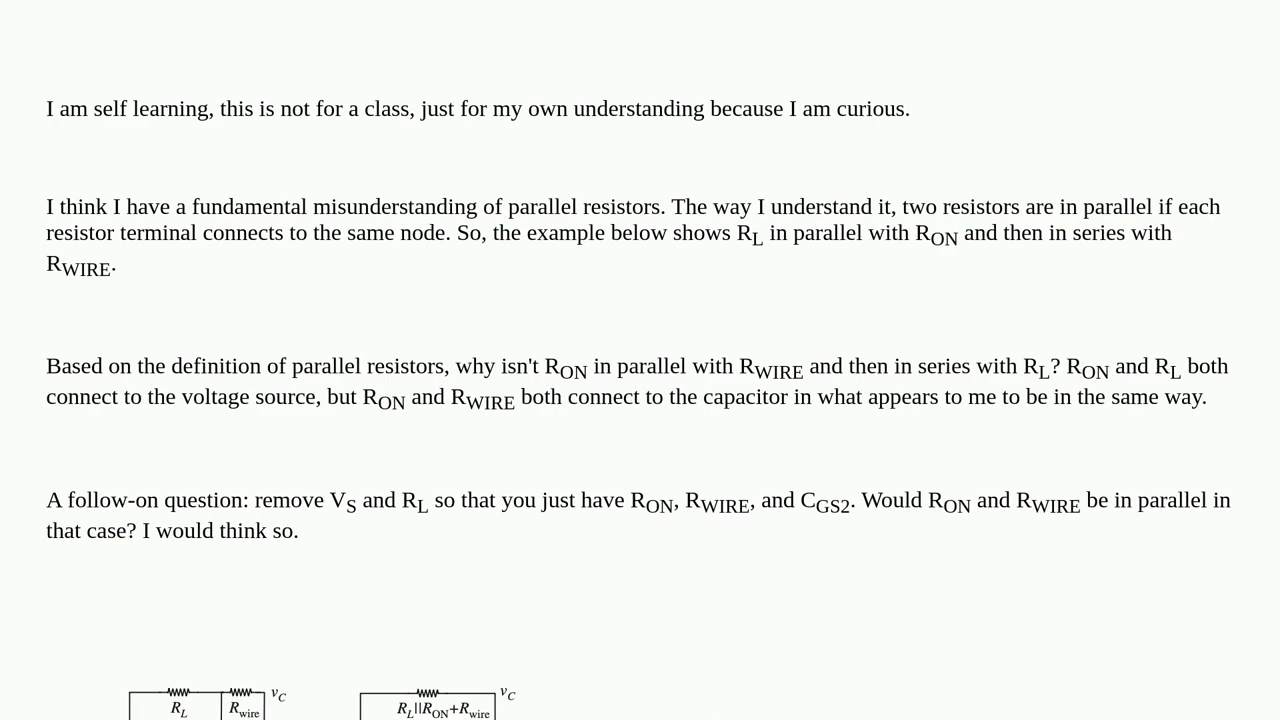 I am self learning, this is not for a class, just for my own understanding because I am curious.
I think I have a fundamental misunderstanding of parallel resistors. The way I understand it, two resistors are in parallel if each
resistor terminal connects to the same node. So, the example below shows RL in parallel with RON and then in series with
RWIRE.
Based on the definition of parallel resistors, why isn't RON in parallel with RWIRE and then in series with RL? RON and RL both
connect to the voltage source, but RON and RWIRE both connect to the capacitor in what appears to me to be in the same way.
A follow-on question: remove VS and RL so that you just have RON, RWIRE, and CGS2. Would RON and RWIRE be in parallel in
that case? I would think so.
vC vC
RL Rwire RL||RON+Rwire